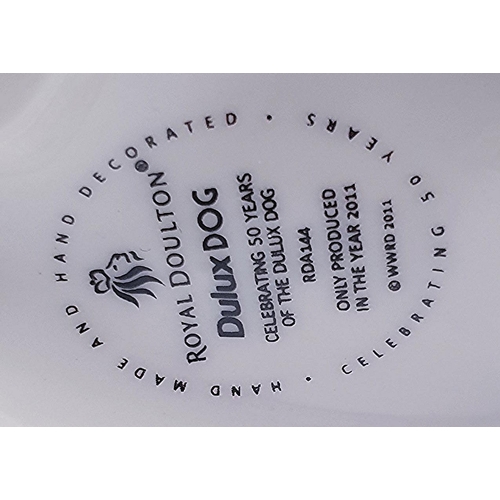 HAND MADE AND HAND DECORATED • CELEBRATING 50 YEARS •
ROYAL DOULTON®
Dulux DOG
CELEBRATING 50 YEARS
OF THE DULUX DOG
RDA144
ONLY PRODUCED
IN THE YEAR 2011
© WWRD 2011